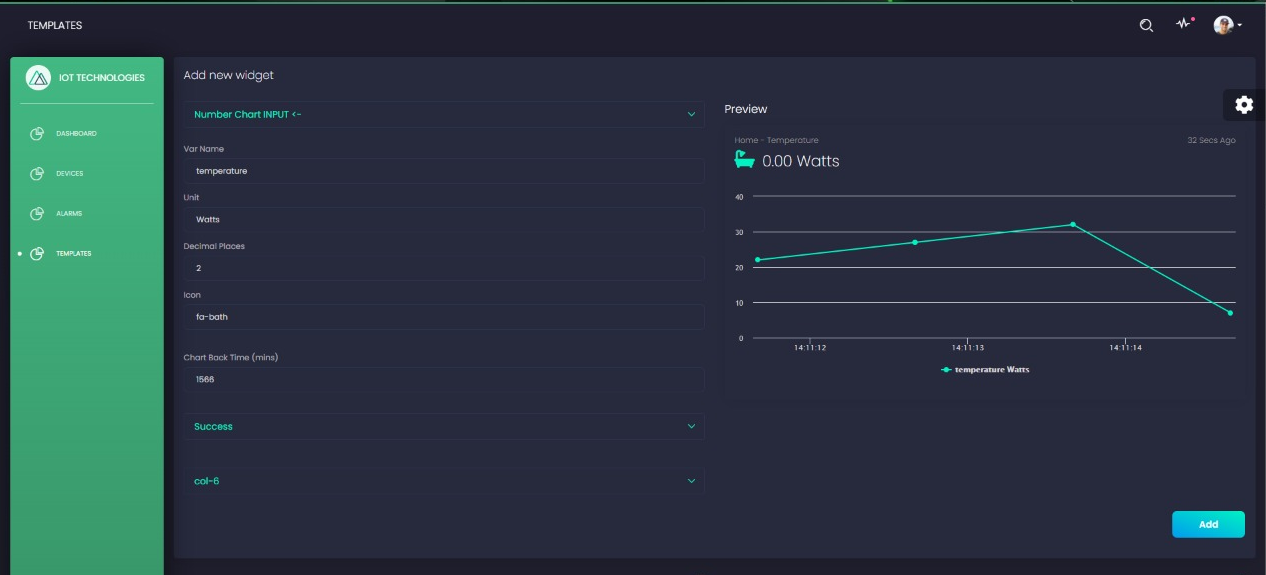 TEMPLATES
IOT TECHNOLOGIES
DASHBOARD
DEVICES
ALARMS
TEMPLATES
Add new widget
Number Chart INPUT <-
Var Name
temperature
Unit
Watts
Decimal Places
2
Icon
fa-bath
Chart Back Time (mins)
1566
Success
col-6
Preview
Home - Temperature
32 Secs Ago
0.00 Watts
40
30
20
10
0
14:11:12
14:11:13
14:11:14
temperature Watts
Add